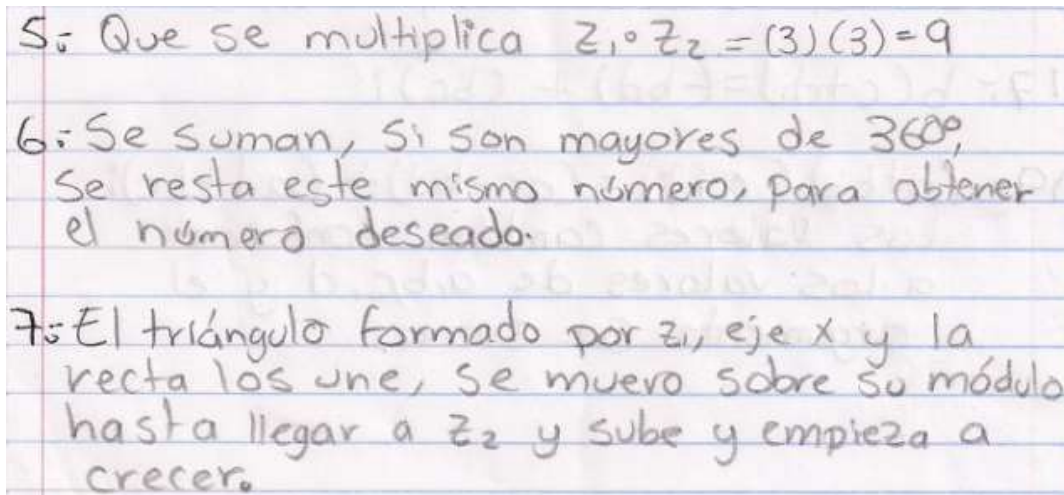 5.- Que se multiplica z₁ · z₂ = (3)(3) = 9
6.- Se suman, si son mayores de 360°,
se resta este mismo número, para obtener
el número deseado.
7.- El triángulo formado por z₁, eje x y la
recta los une, se muevo sobre su módulo
hasta llegar a z₂ y sube y empieza a
crecer.